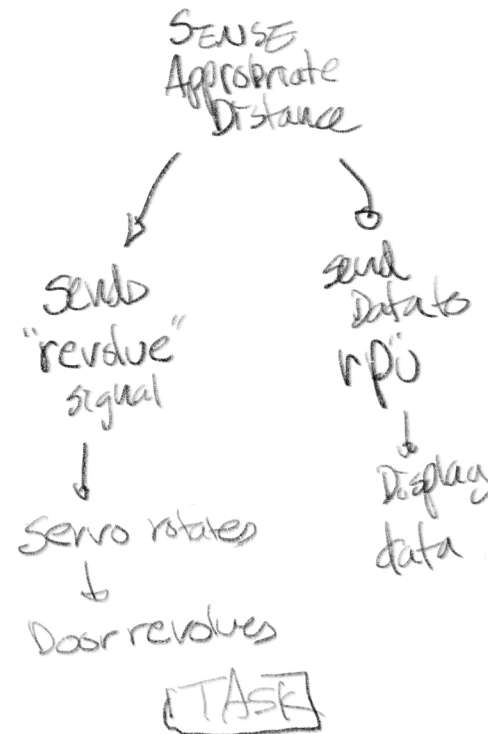 SENSE
Appropriate
Distance
Sends
"revolve"
signal
Servo rotates
Door revolves
send
Data to
rpi
Display
data
TASK